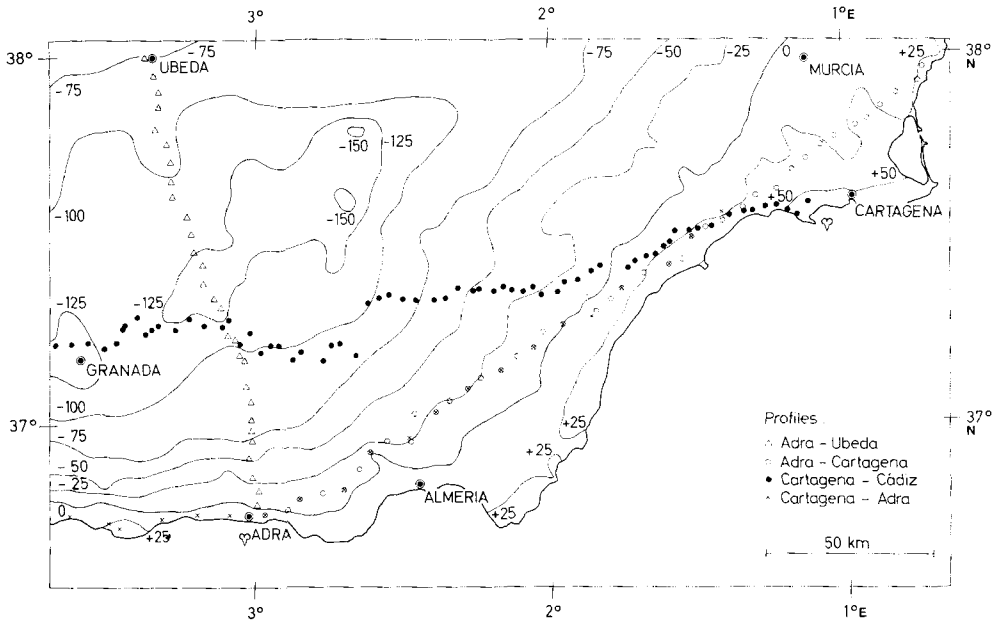 3°
2°
1°E
38°
-75
UBEDA
-75
-75
-50
-25
0
+25
MURCIA
38°
N
-75
-150
-125
-150
-100
+50
+50
CARTAGENA
-125
-125
GRANADA
-100
37°
-75
-50
-25
0
+25
ADRA
ALMERIA
+25
+25
+25
37°
N
Profiles
Adra - Ubeda
Adra - Cartagena
Cartagena - Cádiz
Cartagena - Adra
50 km
3°
2°
1°E